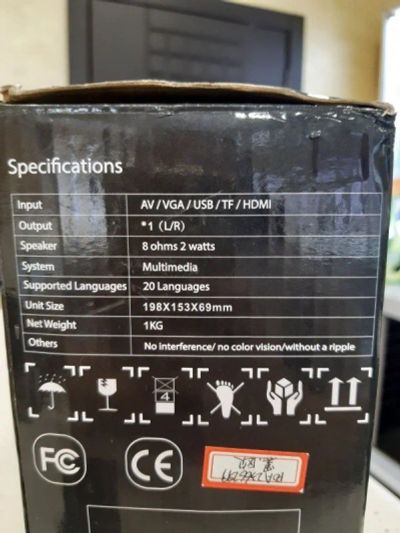 Specifications
Input AV / VGA / USB / TF / HDMI
Output *1 (L/R)
Speaker 8 ohms 2 watts
System Multimedia
Supported Languages 20 Languages
Unit Size 198X153X69mm
Net Weight 1KG
Others No interference/ no color vision/without a ripple
4
FC CE